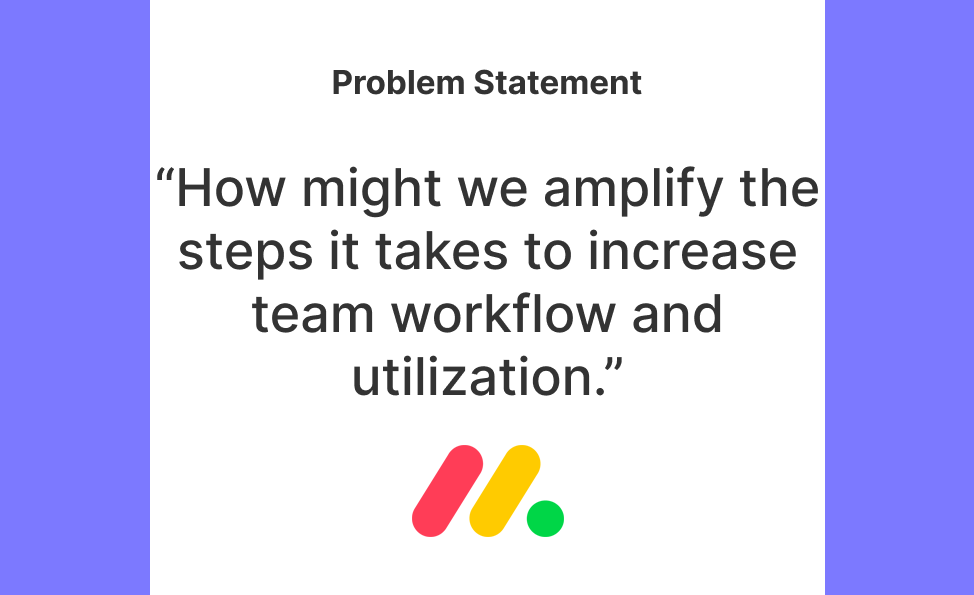 Problem Statement
“How might we amplify the
steps it takes to increase
team workflow and
utilization.”